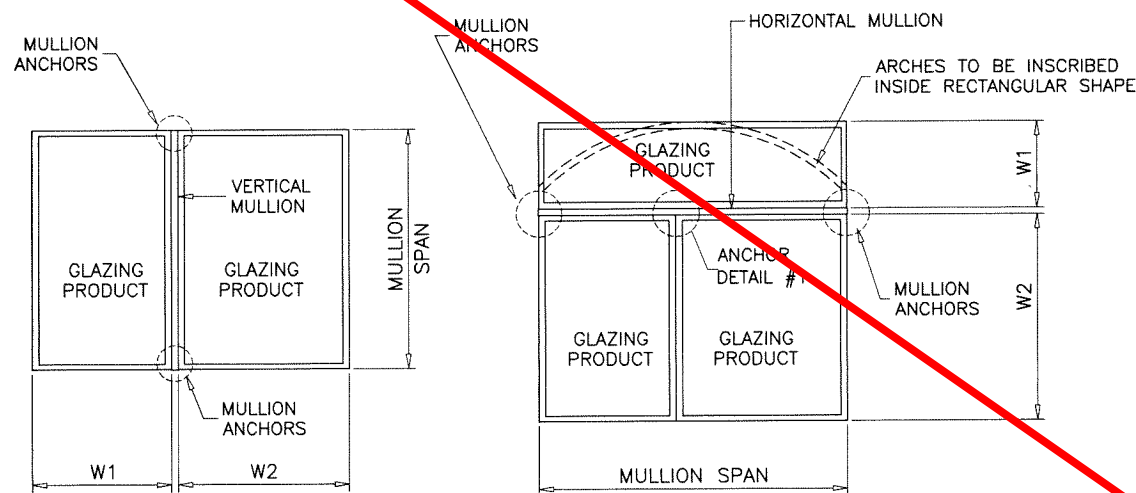 MULLION
ANCHORS
VERTICAL
MULLION
GLAZING
PRODUCT
GLAZING
PRODUCT
MULLION
SPAN
MULLION
ANCHORS
W1
W2
MULLION
ANCHORS
HORIZONTAL MULLION
ARCHES TO BE INSCRIBED
INSIDE RECTANGULAR SHAPE
GLAZING
PRODUCT
W1
ANCHOR
DETAIL #1
MULLION
ANCHORS
W2
GLAZING
PRODUCT
GLAZING
PRODUCT
MULLION SPAN